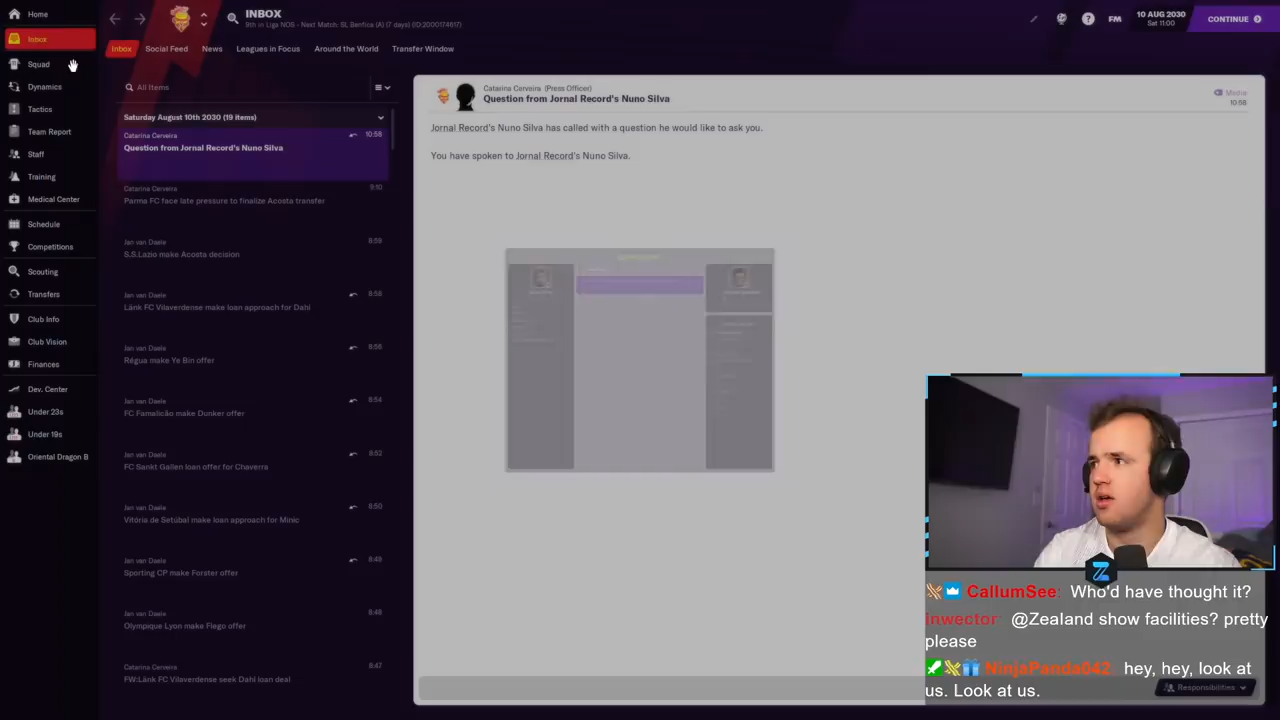 Home
Inbox
Squad
Dynamics
Tactics
Team Report
Staff
Training
Medical Center
Schedule
Competitions
Scouting
Transfers
Club Info
Club Vision
Finances
Dev. Center
Under 23s
Under 19s
Oriental Dragon B
INBOX
9th in Liga NOS - Next Match: SL Benfica (A) (7 days) (ID:2000174617)
FM
10 AUG 2030
Sat 11:00
CONTINUE
Inbox Social Feed News Leagues in Focus Around the World Transfer Window
All Items
Saturday August 10th 2030 (19 items)
Catarina Cerveira 10:58
Question from Jornal Record's Nuno Silva
Catarina Cerveira 9:10
Parma FC face late pressure to finalize Acosta transfer
Jan van Daele 8:59
S.S.Lazio make Acosta decision
Jan van Daele 8:58
Länk FC Vilaverdense make loan approach for Dahl
Jan van Daele 8:56
Régua make Ye Bin offer
Jan van Daele 8:54
FC Famalicão make Dunker offer
Jan van Daele 8:52
FC Sankt Gallen loan offer for Chaverra
Jan van Daele 8:50
Vitória de Setúbal make loan approach for Minic
Jan van Daele 8:49
Sporting CP make Forster offer
Jan van Daele 8:48
Olympique Lyon make Fiego offer
Catarina Cerveira 8:47
FW:Länk FC Vilaverdense seek Dahl loan deal
Catarina Cerveira (Press Officer)
Question from Jornal Record's Nuno Silva
Media
10:58
Jornal Record's Nuno Silva has called with a question he would like to ask you.
You have spoken to Jornal Record's Nuno Silva.
CallumSee: Who'd have thought it?
inwector: @Zealand show facilities? pretty
please
NinjaPanda042 hey, hey, look at
us. Look at us.
Responsibilities